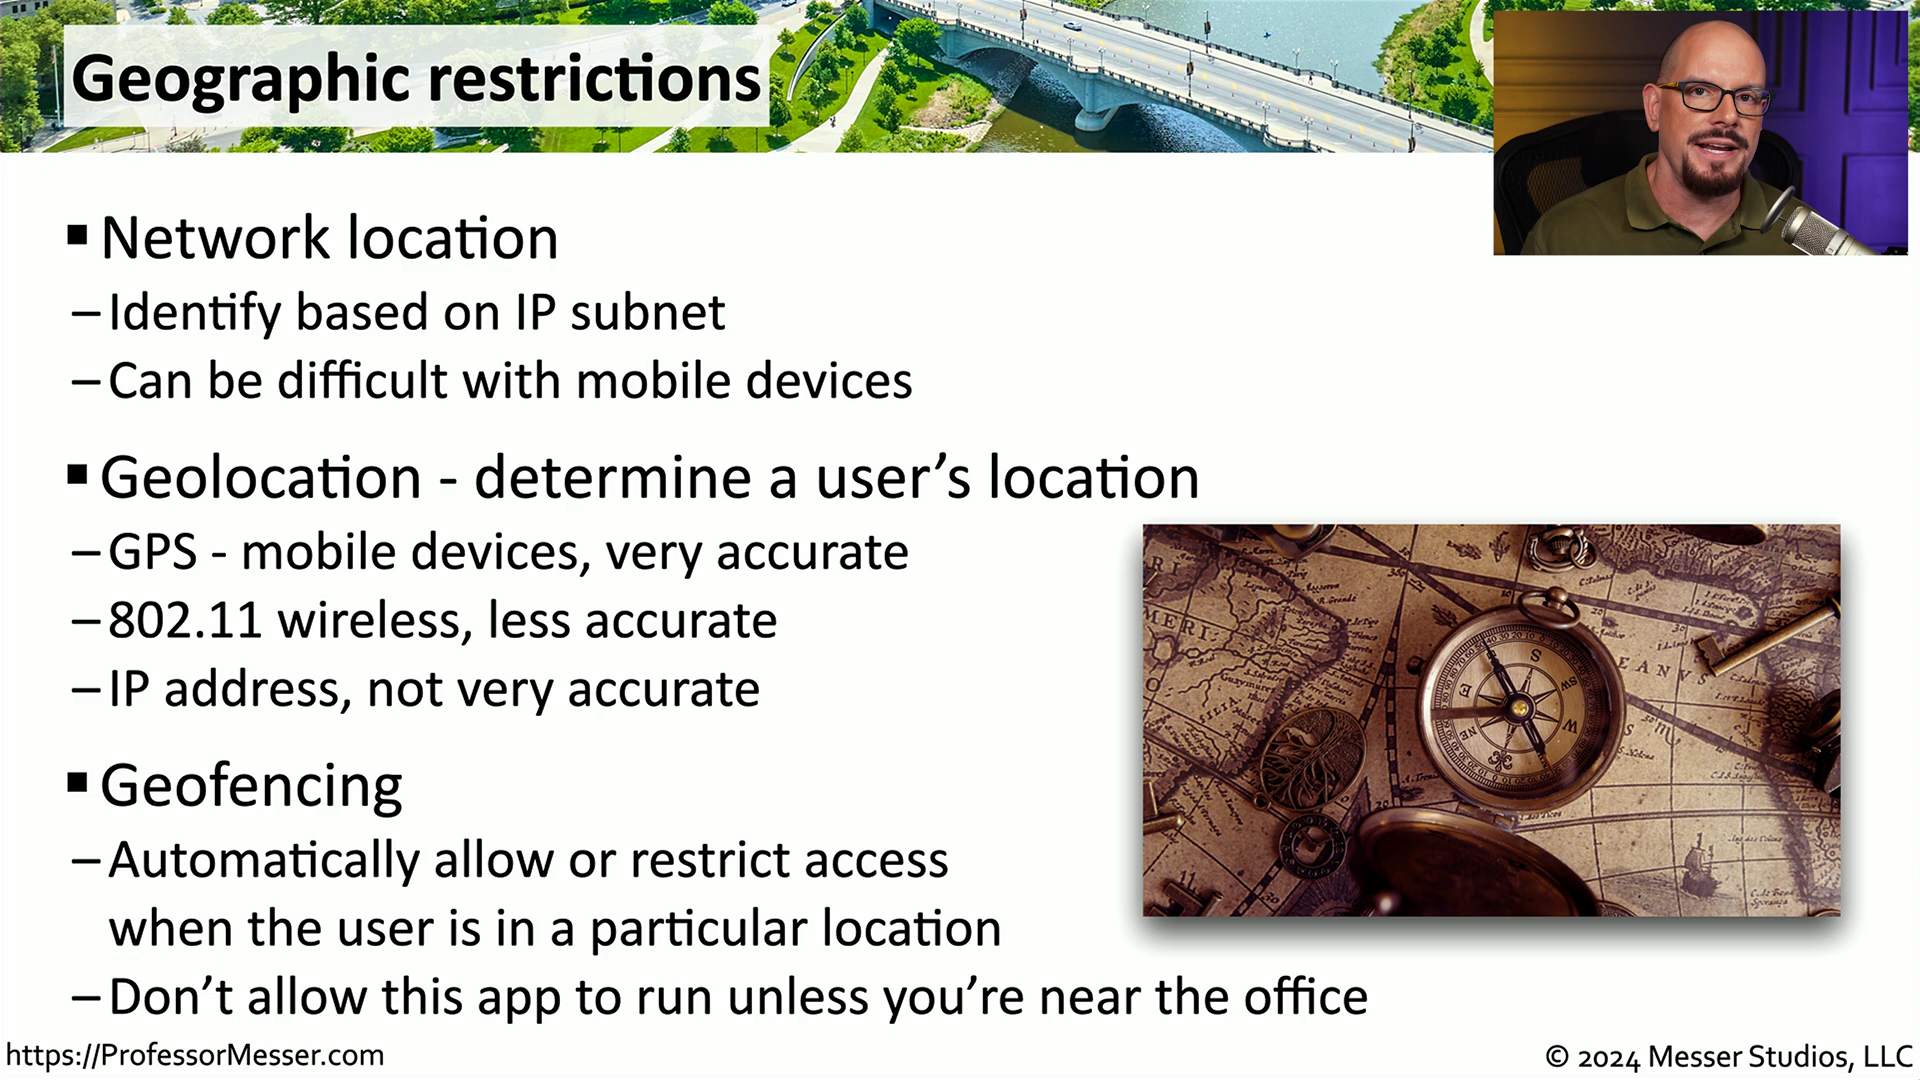 Geographic restrictions
▪ Network location
– Identify based on IP subnet
– Can be difficult with mobile devices
▪ Geolocation - determine a user’s location
– GPS - mobile devices, very accurate
– 802.11 wireless, less accurate
– IP address, not very accurate
▪ Geofencing
– Automatically allow or restrict access
when the user is in a particular location
– Don’t allow this app to run unless you’re near the office
S
SW
W
NE
E
EANVS
https://ProfessorMesser.com
© 2024 Messer Studios, LLC